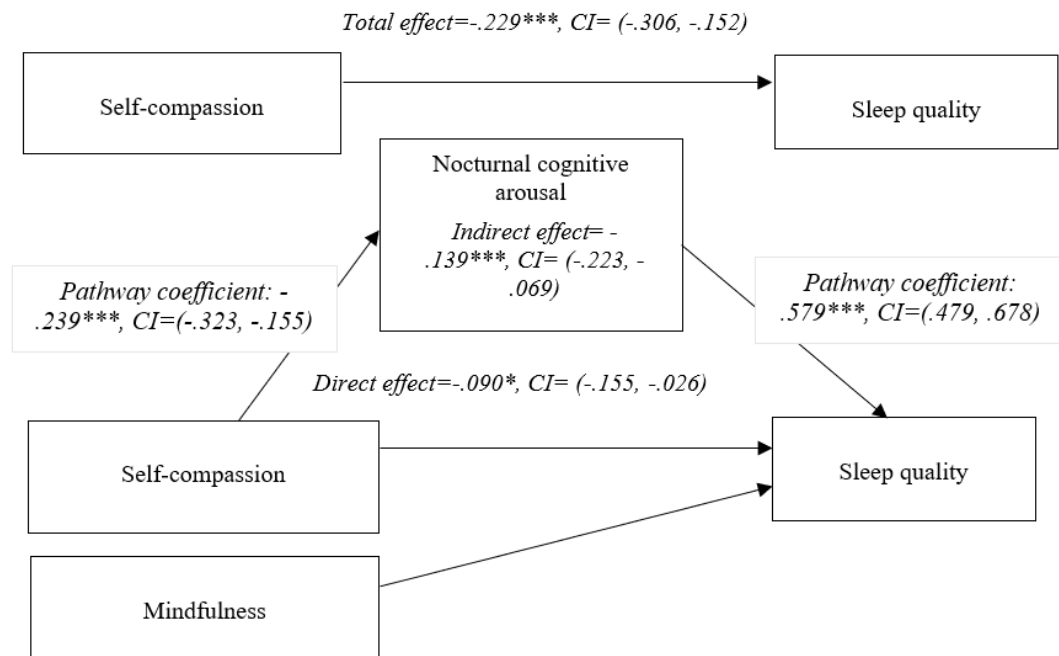 Total effect=-.229***, CI= (-.306, -.152)
Self-compassion
Sleep quality
Nocturnal cognitive
arousal
Indirect effect= -
.139***, CI= (-.223, -
.069)
Pathway coefficient: -
.239***, CI=(-.323, -.155)
Pathway coefficient:
.579***, CI=(.479, .678)
Direct effect=-.090*, CI= (-.155, -.026)
Self-compassion
Sleep quality
Mindfulness